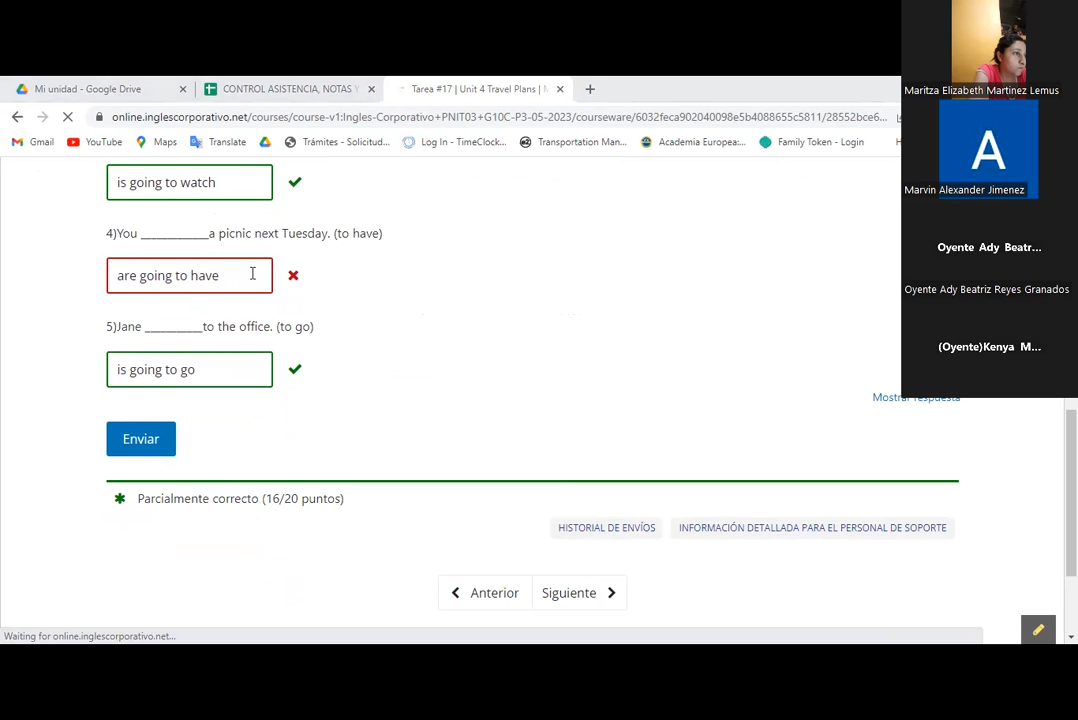 Mi unidad - Google Drive
CONTROL ASISTENCIA, NOTAS Y
Tarea #17 | Unit 4 Travel Plans |
online.inglescorporativo.net/courses/course-v1:Ingles-Corporativo+PNIT03+G10C-P3-05-2023/courseware/6032feca902040098e5b4088655c5811/28552bce6...
Gmail
YouTube
Maps
Translate
Trámites - Solicitud...
Log In - TimeClock...
Transportation Man...
Academia Europea:...
Family Token - Login
is going to watch
4)You ____________a picnic next Tuesday. (to have)
are going to have
5)Jane __________to the office. (to go)
is going to go
Mostrar respuesta
Enviar
Parcialmente correcto (16/20 puntos)
HISTORIAL DE ENVÍOS
INFORMACIÓN DETALLADA PARA EL PERSONAL DE SOPORTE
Anterior
Siguiente
Waiting for online.inglescorporativo.net...
Maritza Elizabeth Martinez Lemus
A
Marvin Alexander Jimenez
Oyente Ady Beatr...
Oyente Ady Beatriz Reyes Granados
(Oyente)Kenya M...